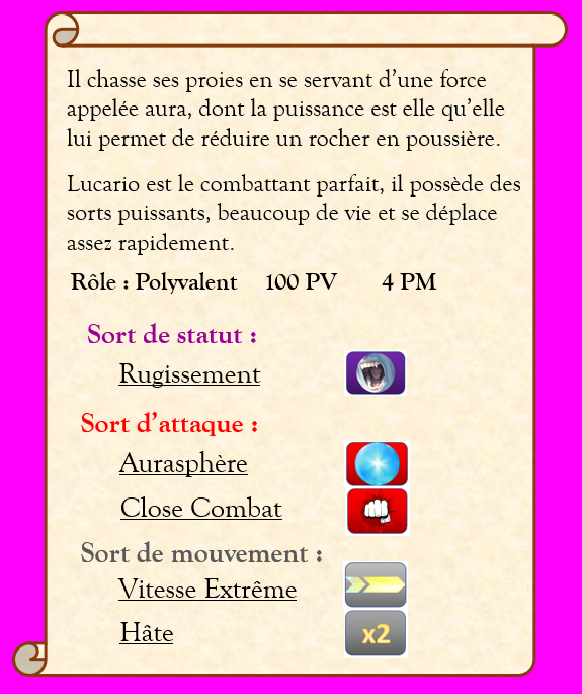 Il chasse ses proies en se servant d'une force
appelée aura, dont la puissance est elle qu'elle
lui permet de réduire un rocher en poussière.
Lucario est le combattant parfait, il possède des
sorts puissants, beaucoup de vie et se déplace
assez rapidement.
Rôle : Polyvalent 100 PV 4 PM
Sort de statut :
Rugissement
Sort d'attaque :
Aurasphère
Close Combat
Sort de mouvement :
Vitesse Extrême
Hâte x2